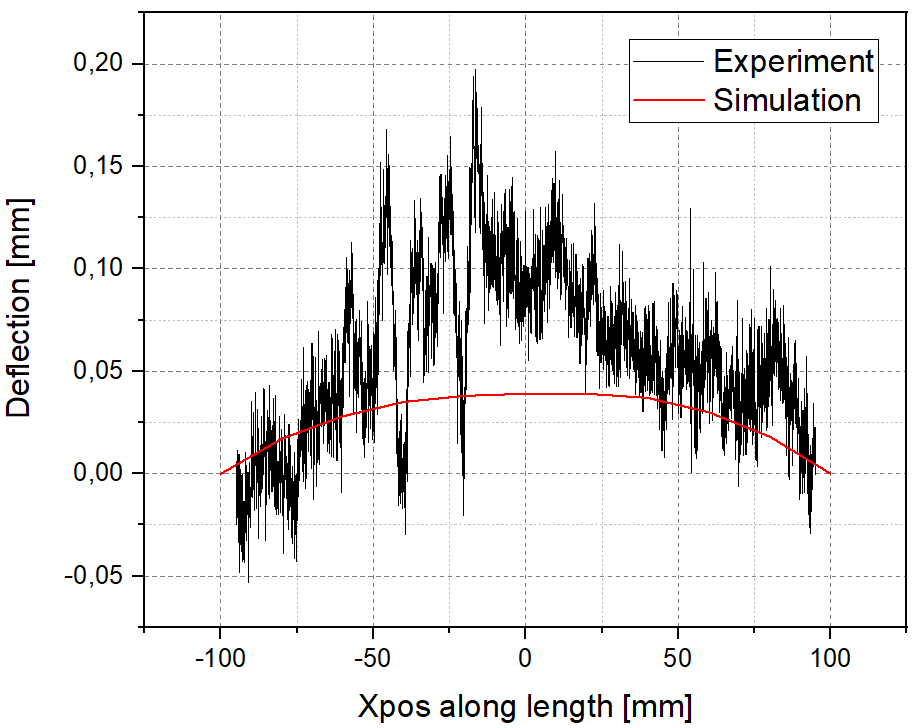 Experiment
Simulation
0,20
0,15
0,10
0,05
0,00
-0,05
Deflection [mm]
-100 -50 0 50 100
Xpos along length [mm]